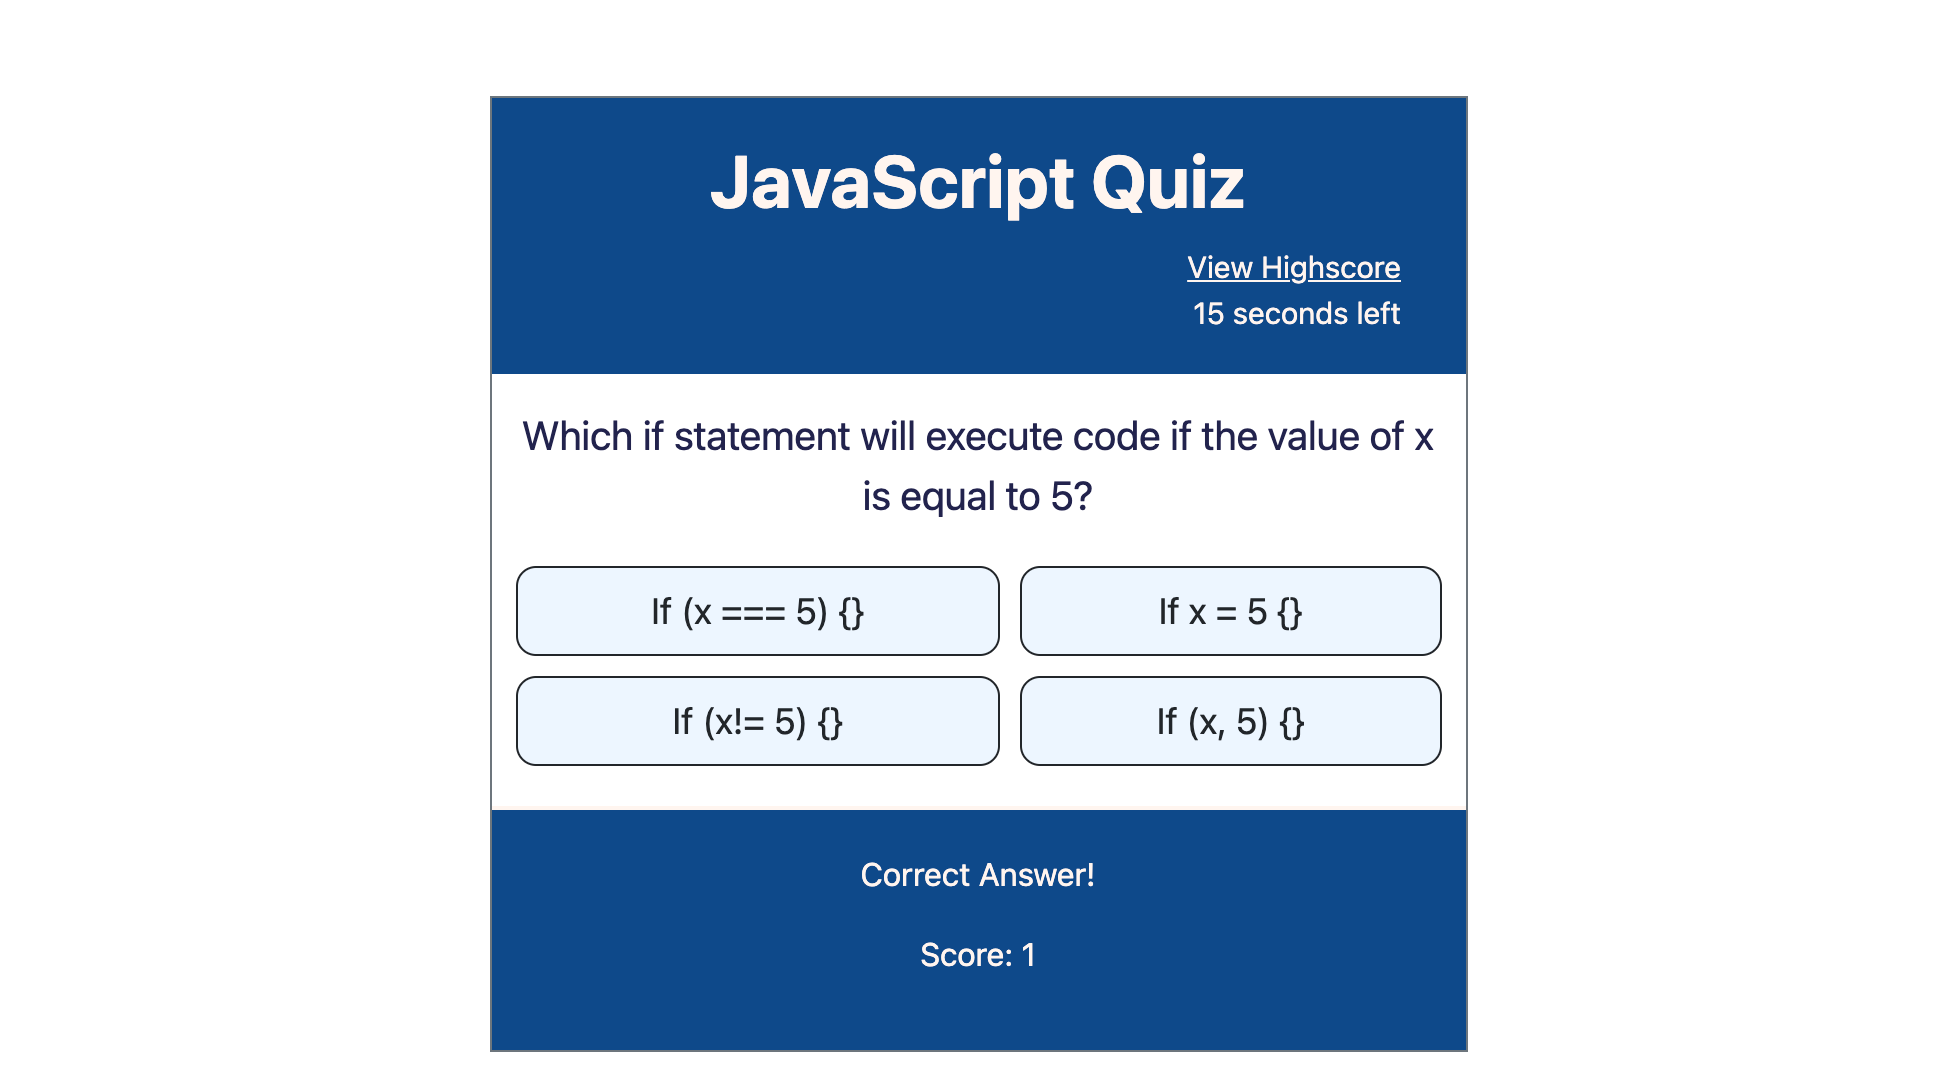 JavaScript Quiz
View Highscore
15 seconds left
Which if statement will execute code if the value of x
is equal to 5?
If (x === 5) {}
If x = 5 {}
If (x!= 5) {}
If (x, 5) {}
Correct Answer!
Score: 1